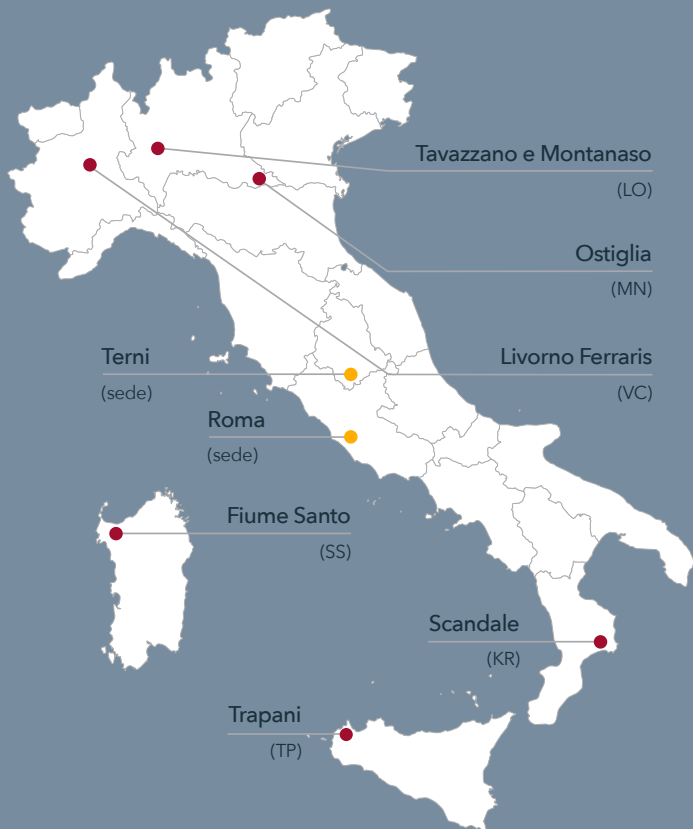 Tavazzano e Montanaso
(LO)
Ostiglia
(MN)
Terni
(sede)
Livorno Ferraris
(VC)
Roma
(sede)
Fiume Santo
(SS)
Scandale
(KR)
Trapani
(TP)